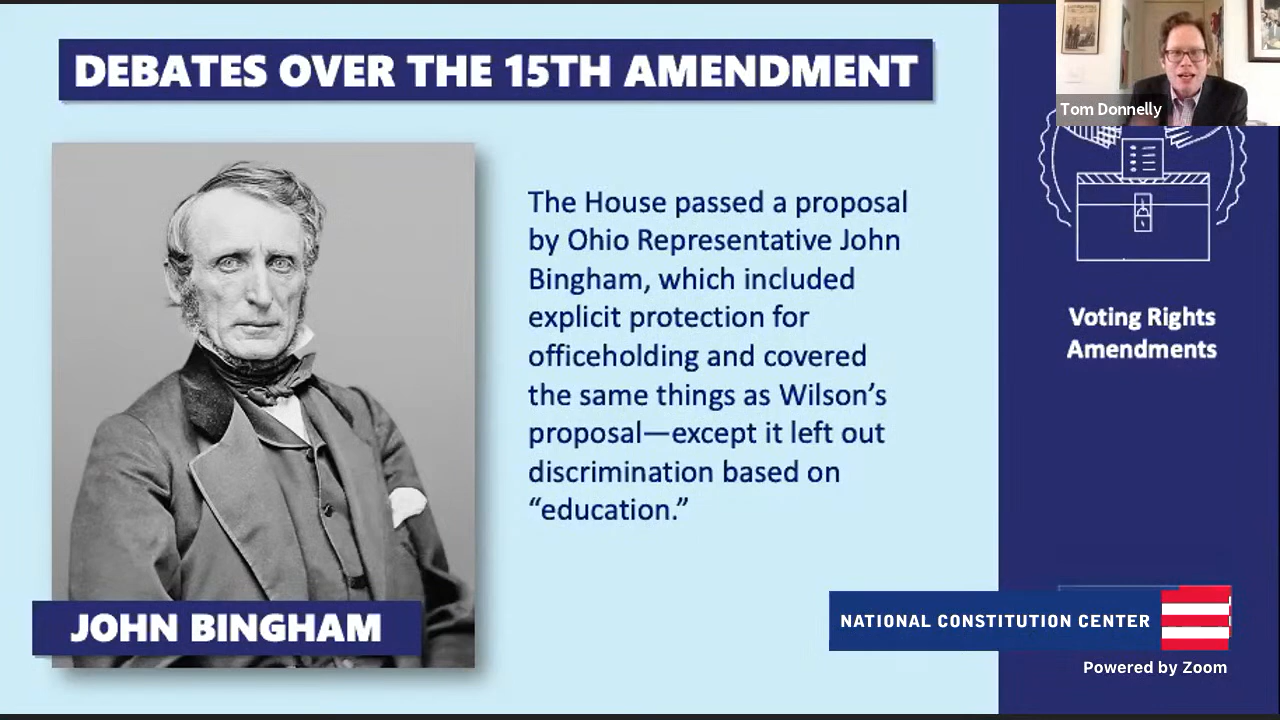 DEBATES OVER THE 15TH AMENDMENT
Tom Donnelly
The House passed a proposal
by Ohio Representative John
Bingham, which included
explicit protection for
officeholding and covered
the same things as Wilson’s
proposal—except it left out
discrimination based on
“education.”
Voting Rights
Amendments
JOHN BINGHAM
NATIONAL CONSTITUTION CENTER
Powered by Zoom